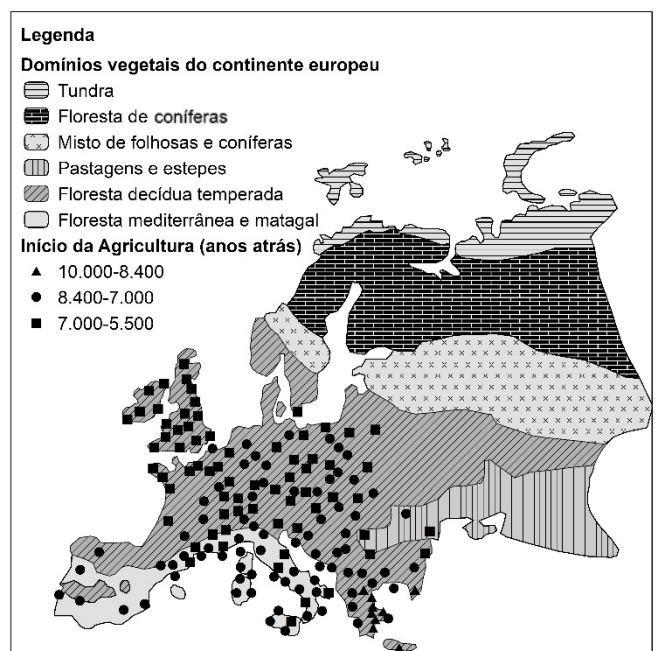 Legenda
Domínios vegetais do continente europeu
Tundra
Floresta de coníferas
Misto de folhosas e coníferas
Pastagens e estepes
Floresta decídua temperada
Floresta mediterrânea e matagal
Início da Agricultura (anos atrás)
10.000-8.400
8.400-7.000
7.000-5.500